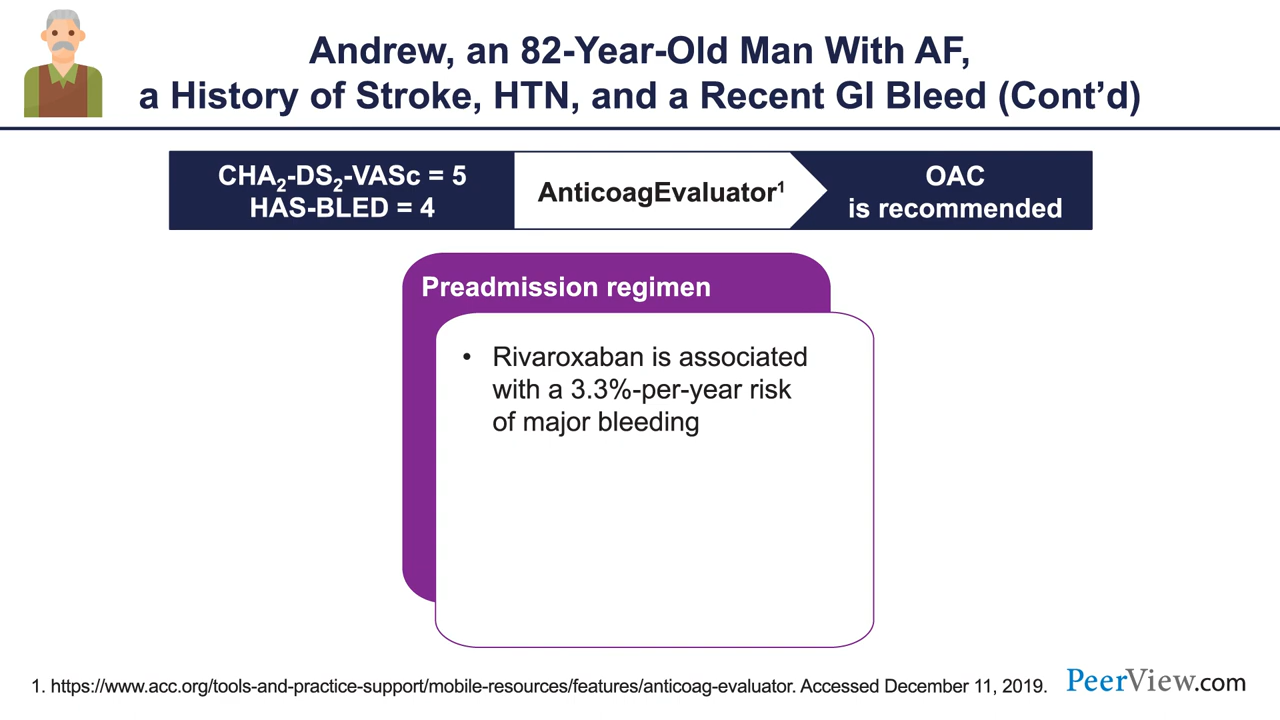 Andrew, an 82-Year-Old Man With AF,
a History of Stroke, HTN, and a Recent GI Bleed (Cont’d)
CHA₂-DS₂-VASc = 5
HAS-BLED = 4
AnticoagEvaluator¹
OAC
is recommended
Preadmission regimen
• Rivaroxaban is associated
with a 3.3%-per-year risk
of major bleeding
1. https://www.acc.org/tools-and-practice-support/mobile-resources/features/anticoag-evaluator. Accessed December 11, 2019.
PeerView.com